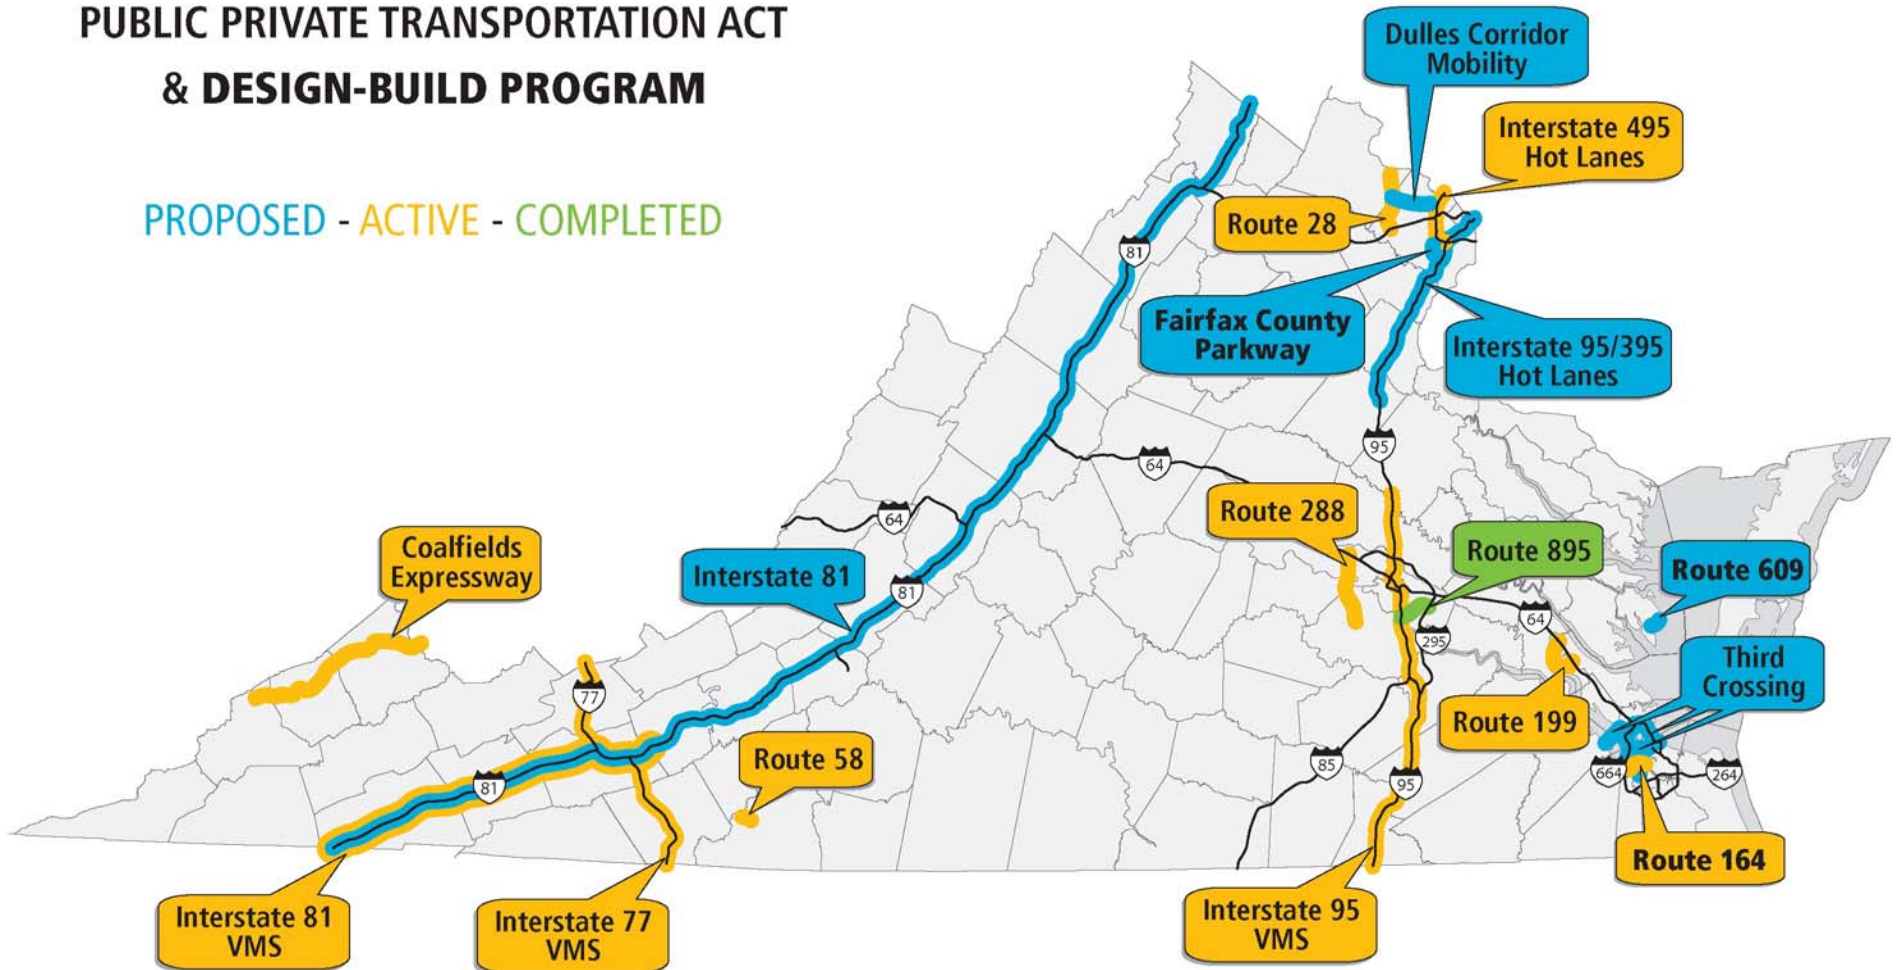 PUBLIC PRIVATE TRANSPORTATION ACT
& DESIGN-BUILD PROGRAM
PROPOSED - ACTIVE - COMPLETED
Dulles Corridor
Mobility
Interstate 495
Hot Lanes
Route 28
81
Fairfax County
Parkway
Interstate 95/395
Hot Lanes
95
64
64
Route 288
Route 895
Route 609
Coalfields
Expressway
Interstate 81
81
64
295
Third
Crossing
77
Route 199
Route 58
85
95
664
264
81
Route 164
Interstate 81
VMS
Interstate 77
VMS
Interstate 95
VMS